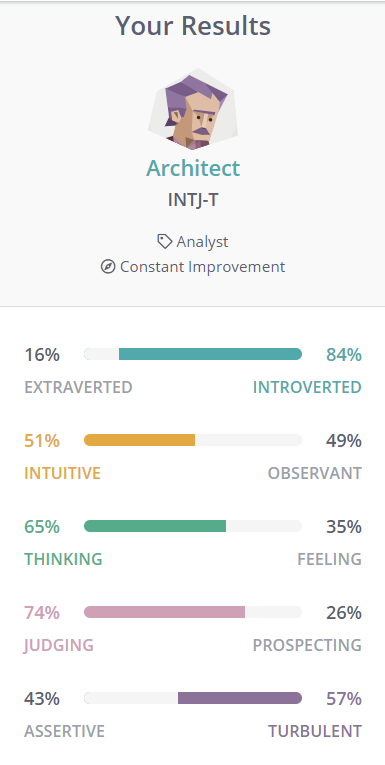 Your Results
Architect
INTJ-T
Analyst
Constant Improvement
16% 84%
EXTRAVERTED INTROVERTED
51% 49%
INTUITIVE OBSERVANT
65% 35%
THINKING FEELING
74% 26%
JUDGING PROSPECTING
43% 57%
ASSERTIVE TURBULENT